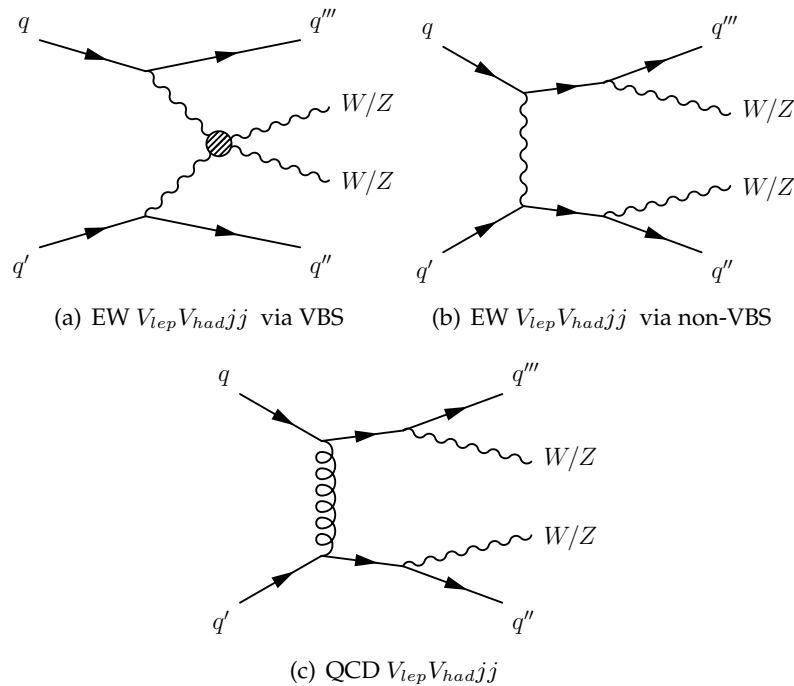 q q''' q q'''
W/Z W/Z
W/Z W/Z
q' q'' q' q''
(a) EW V_{lep}V_{had}jj via VBS (b) EW V_{lep}V_{had}jj via non-VBS
q q'''
W/Z
W/Z
q' q''
(c) QCD V_{lep}V_{had}jj